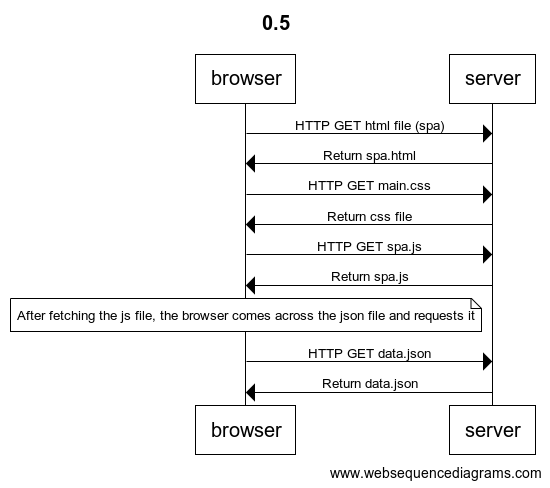 0.5
browser
server
HTTP GET html file (spa)
Return spa.html
HTTP GET main.css
Return css file
HTTP GET spa.js
Return spa.js
After fetching the js file, the browser comes across the json file and requests it
HTTP GET data.json
Return data.json
browser
server
www.websequencediagrams.com